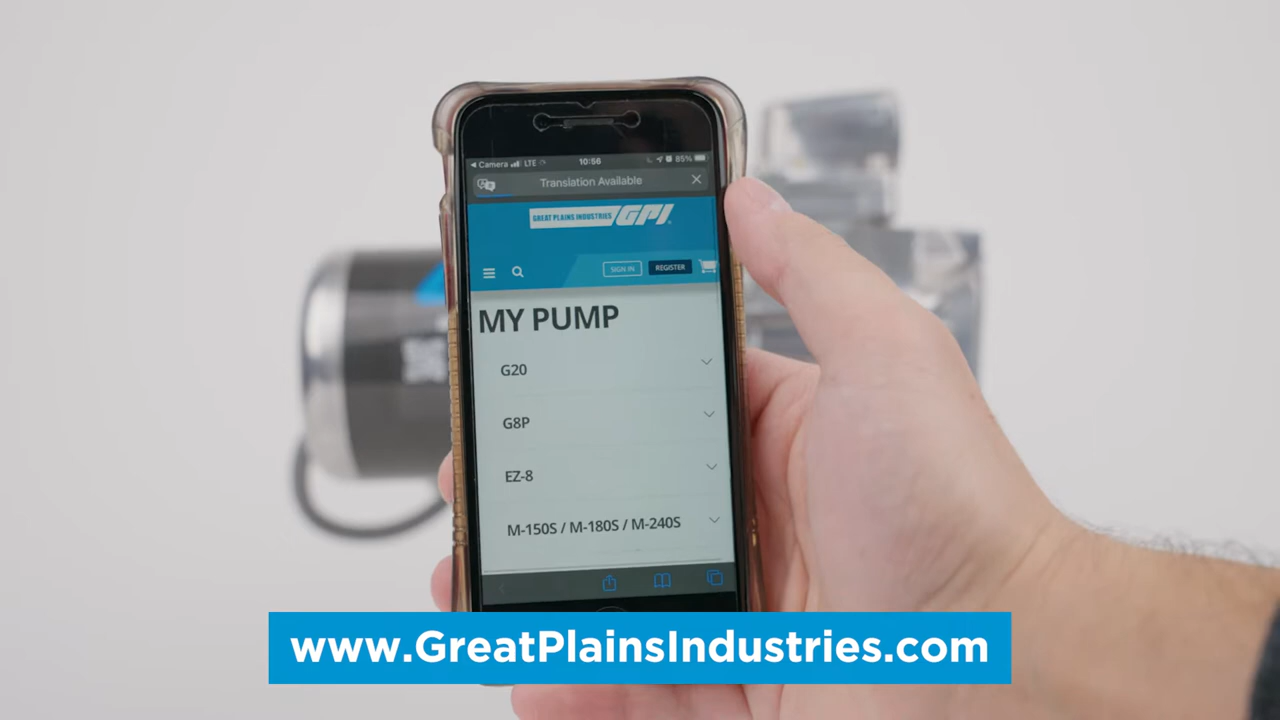 Camera LTE 10:56 85%
Translation Available
GREAT PLAINS INDUSTRIES GPI
SIGN IN REGISTER
MY PUMP
G20
G8P
EZ-8
M-150S / M-180S / M-240S
www.GreatPlainsIndustries.com